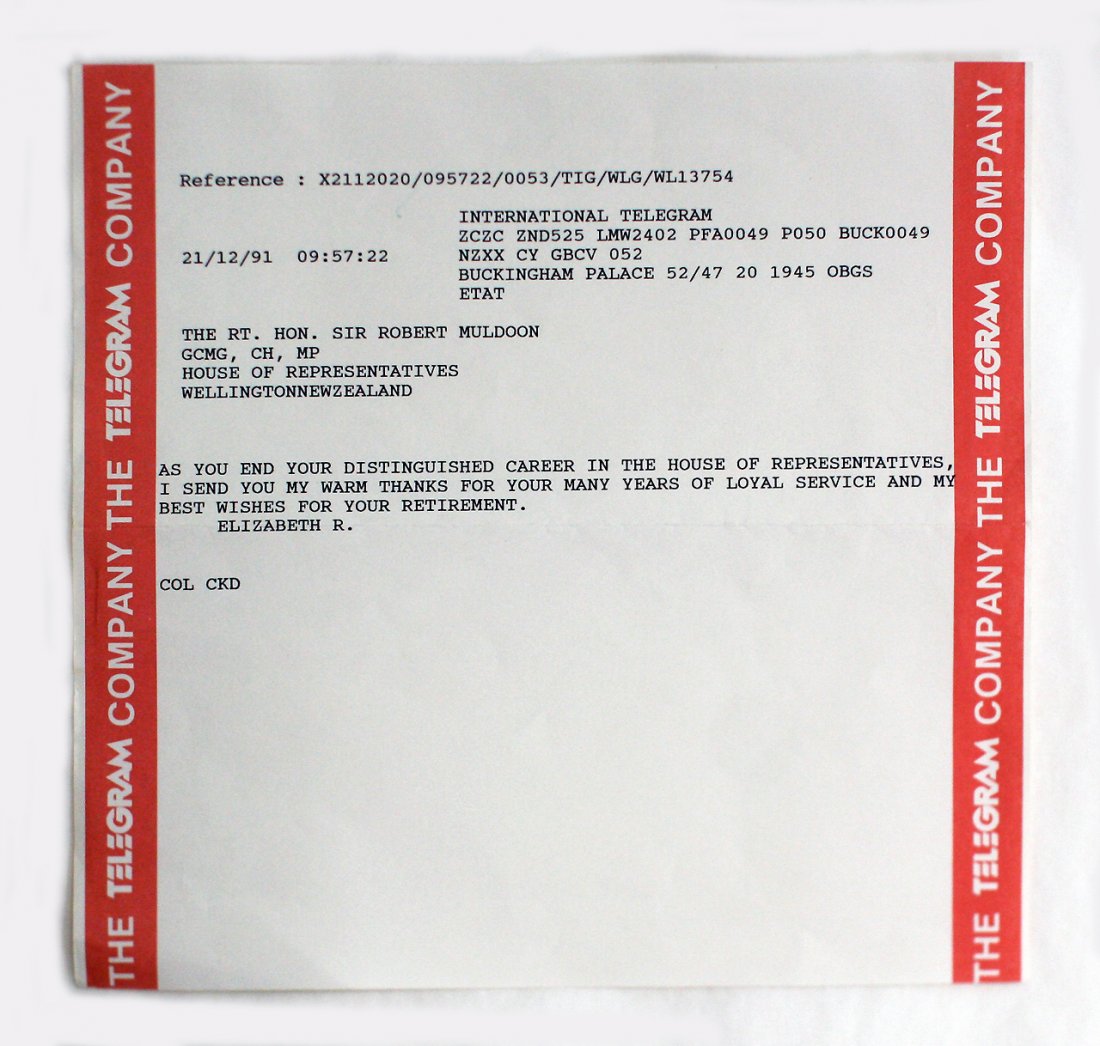 THE TELEGRAM COMPANY THE TELEGRAM COMPANY
Reference : X2112020/095722/0053/TIG/WLG/WL13754
INTERNATIONAL TELEGRAM
ZCZC ZND525 LMW2402 PFA0049 P050 BUCK0049
21/12/91 09:57:22 NZXX CY GBCV 052
BUCKINGHAM PALACE 52/47 20 1945 OBGS
ETAT
THE RT. HON. SIR ROBERT MULDOON
GCMG, CH, MP
HOUSE OF REPRESENTATIVES
WELLINGTONNEWZEALAND
AS YOU END YOUR DISTINGUISHED CAREER IN THE HOUSE OF REPRESENTATIVES,
I SEND YOU MY WARM THANKS FOR YOUR MANY YEARS OF LOYAL SERVICE AND MY
BEST WISHES FOR YOUR RETIREMENT.
ELIZABETH R.
COL CKD
THE TELEGRAM COMPANY THE TELEGRAM COMPANY